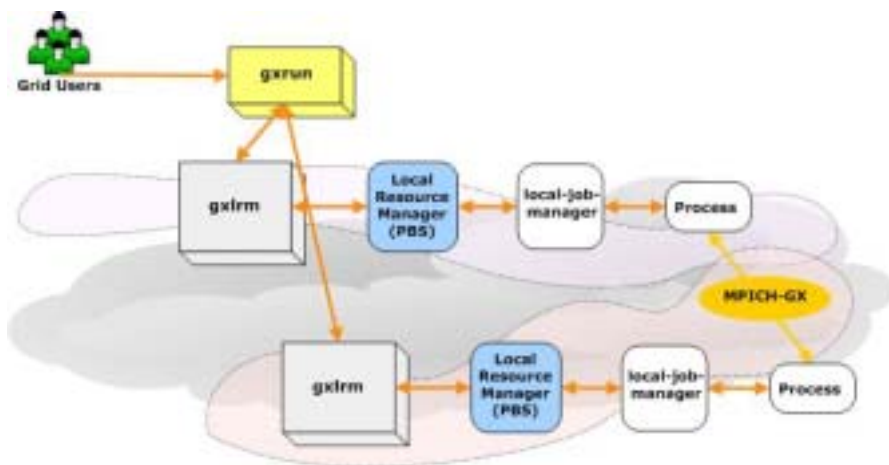 Grid Users
gxrun
gxlrm
Local
Resource
Manager
(PBS)
local-job-
manager
Process
MPICH-GX
gxlrm
Local
Resource
Manager
(PBS)
local-job-
manager
Process